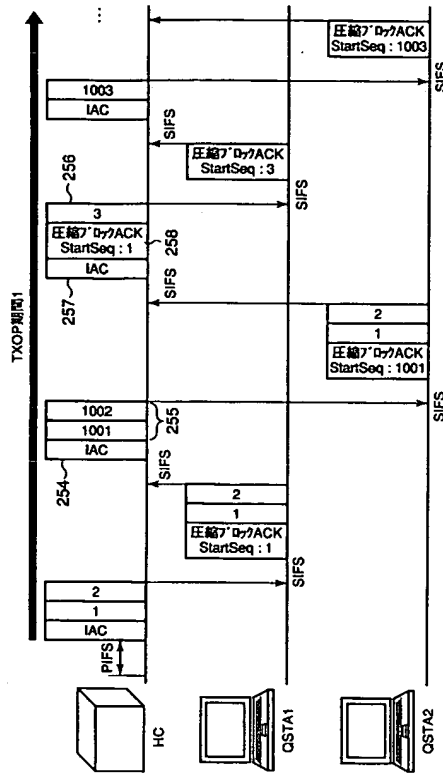 TXOP期間1
HC
PIFS
IAC
1
2
254
IAC
1001
1002
255
257
IAC
圧縮ブロックACK
StartSeq : 1
258
3
256
IAC
1003
...
QSTA1
SIFS
圧縮ブロックACK
StartSeq : 1
1
2
SIFS
SIFS
圧縮ブロックACK
StartSeq : 3
SIFS
QSTA2
SIFS
圧縮ブロックACK
StartSeq : 1001
1
2
SIFS
SIFS
圧縮ブロックACK
StartSeq : 1003